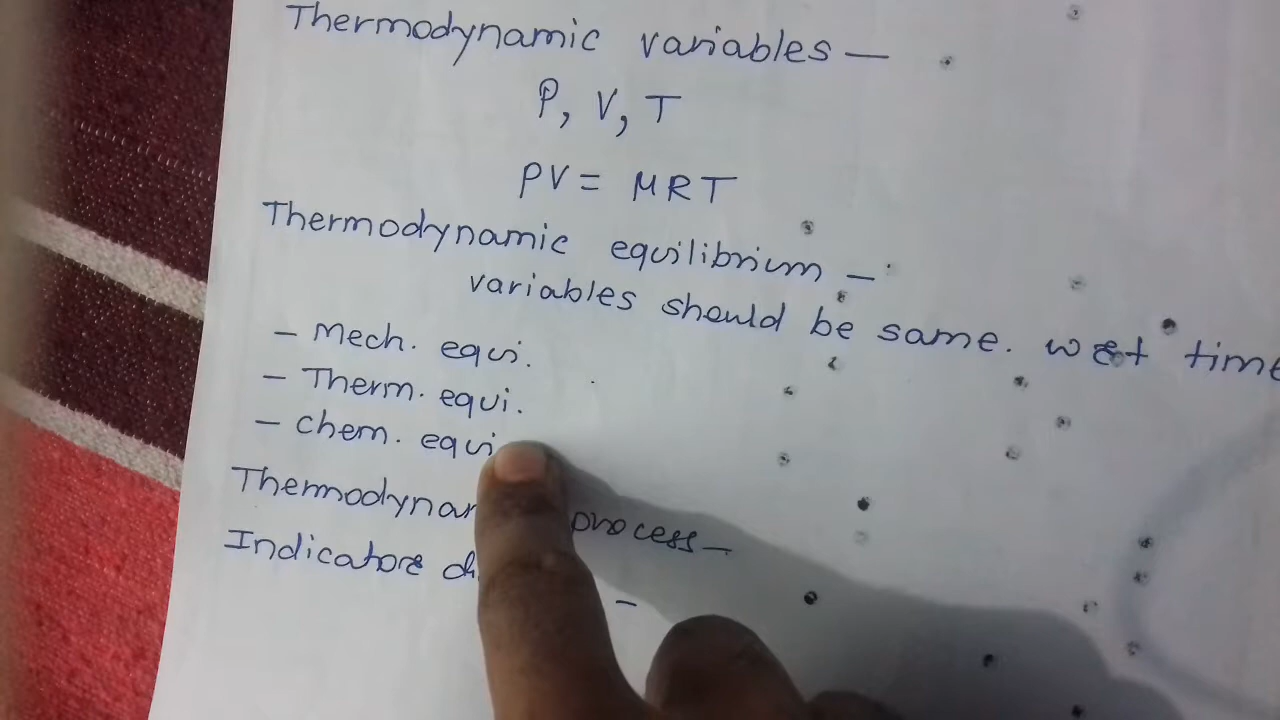 Thermodynamic variables —
P, V, T
PV = μRT
Thermodynamic equilibrium —
variables should be same. w&t time
- Mech. equi.
- Therm. equi.
- Chem. equi
process —
Indicatore